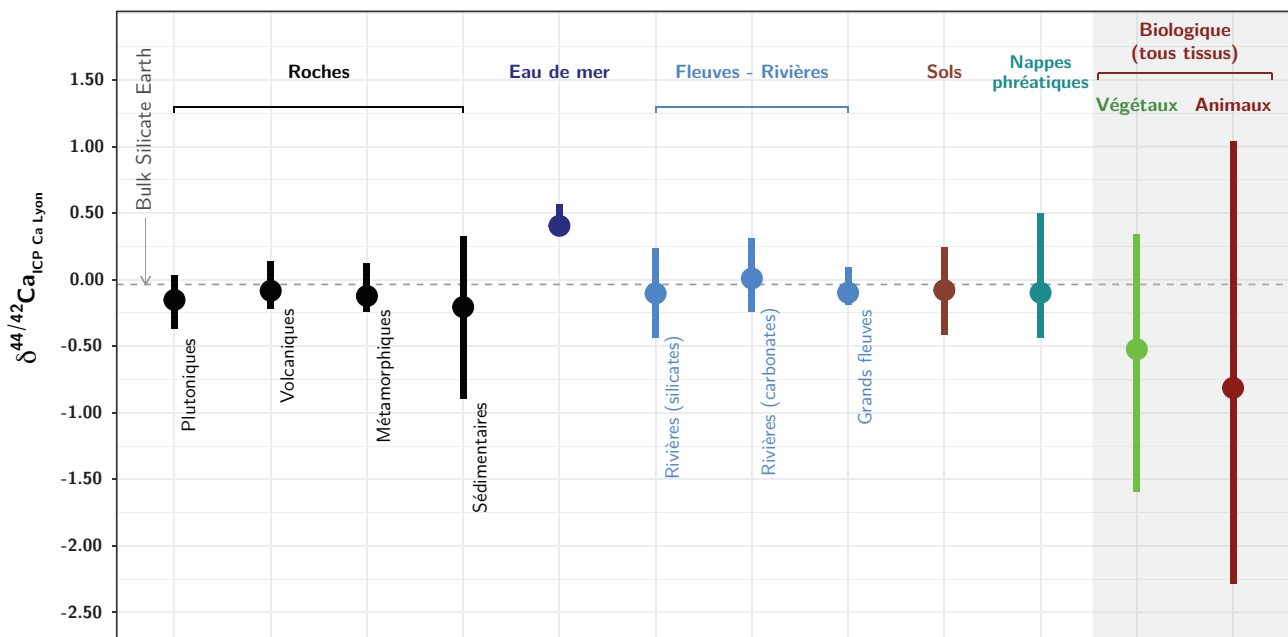 Biologique
(tous tissus)
Roches
Eau de mer
Fleuves - Rivières
Sols
Nappes
phréatiques
Végétaux
Animaux
Bulk Silicate Earth
δ44/42Ca ICP Ca Lyon
1.50
1.00
0.50
0.00
-0.50
-1.00
-1.50
-2.00
-2.50
Plutoniques
Volcaniques
Métamorphiques
Sédimentaires
Rivières (silicates)
Rivières (carbonates)
Grands fleuves